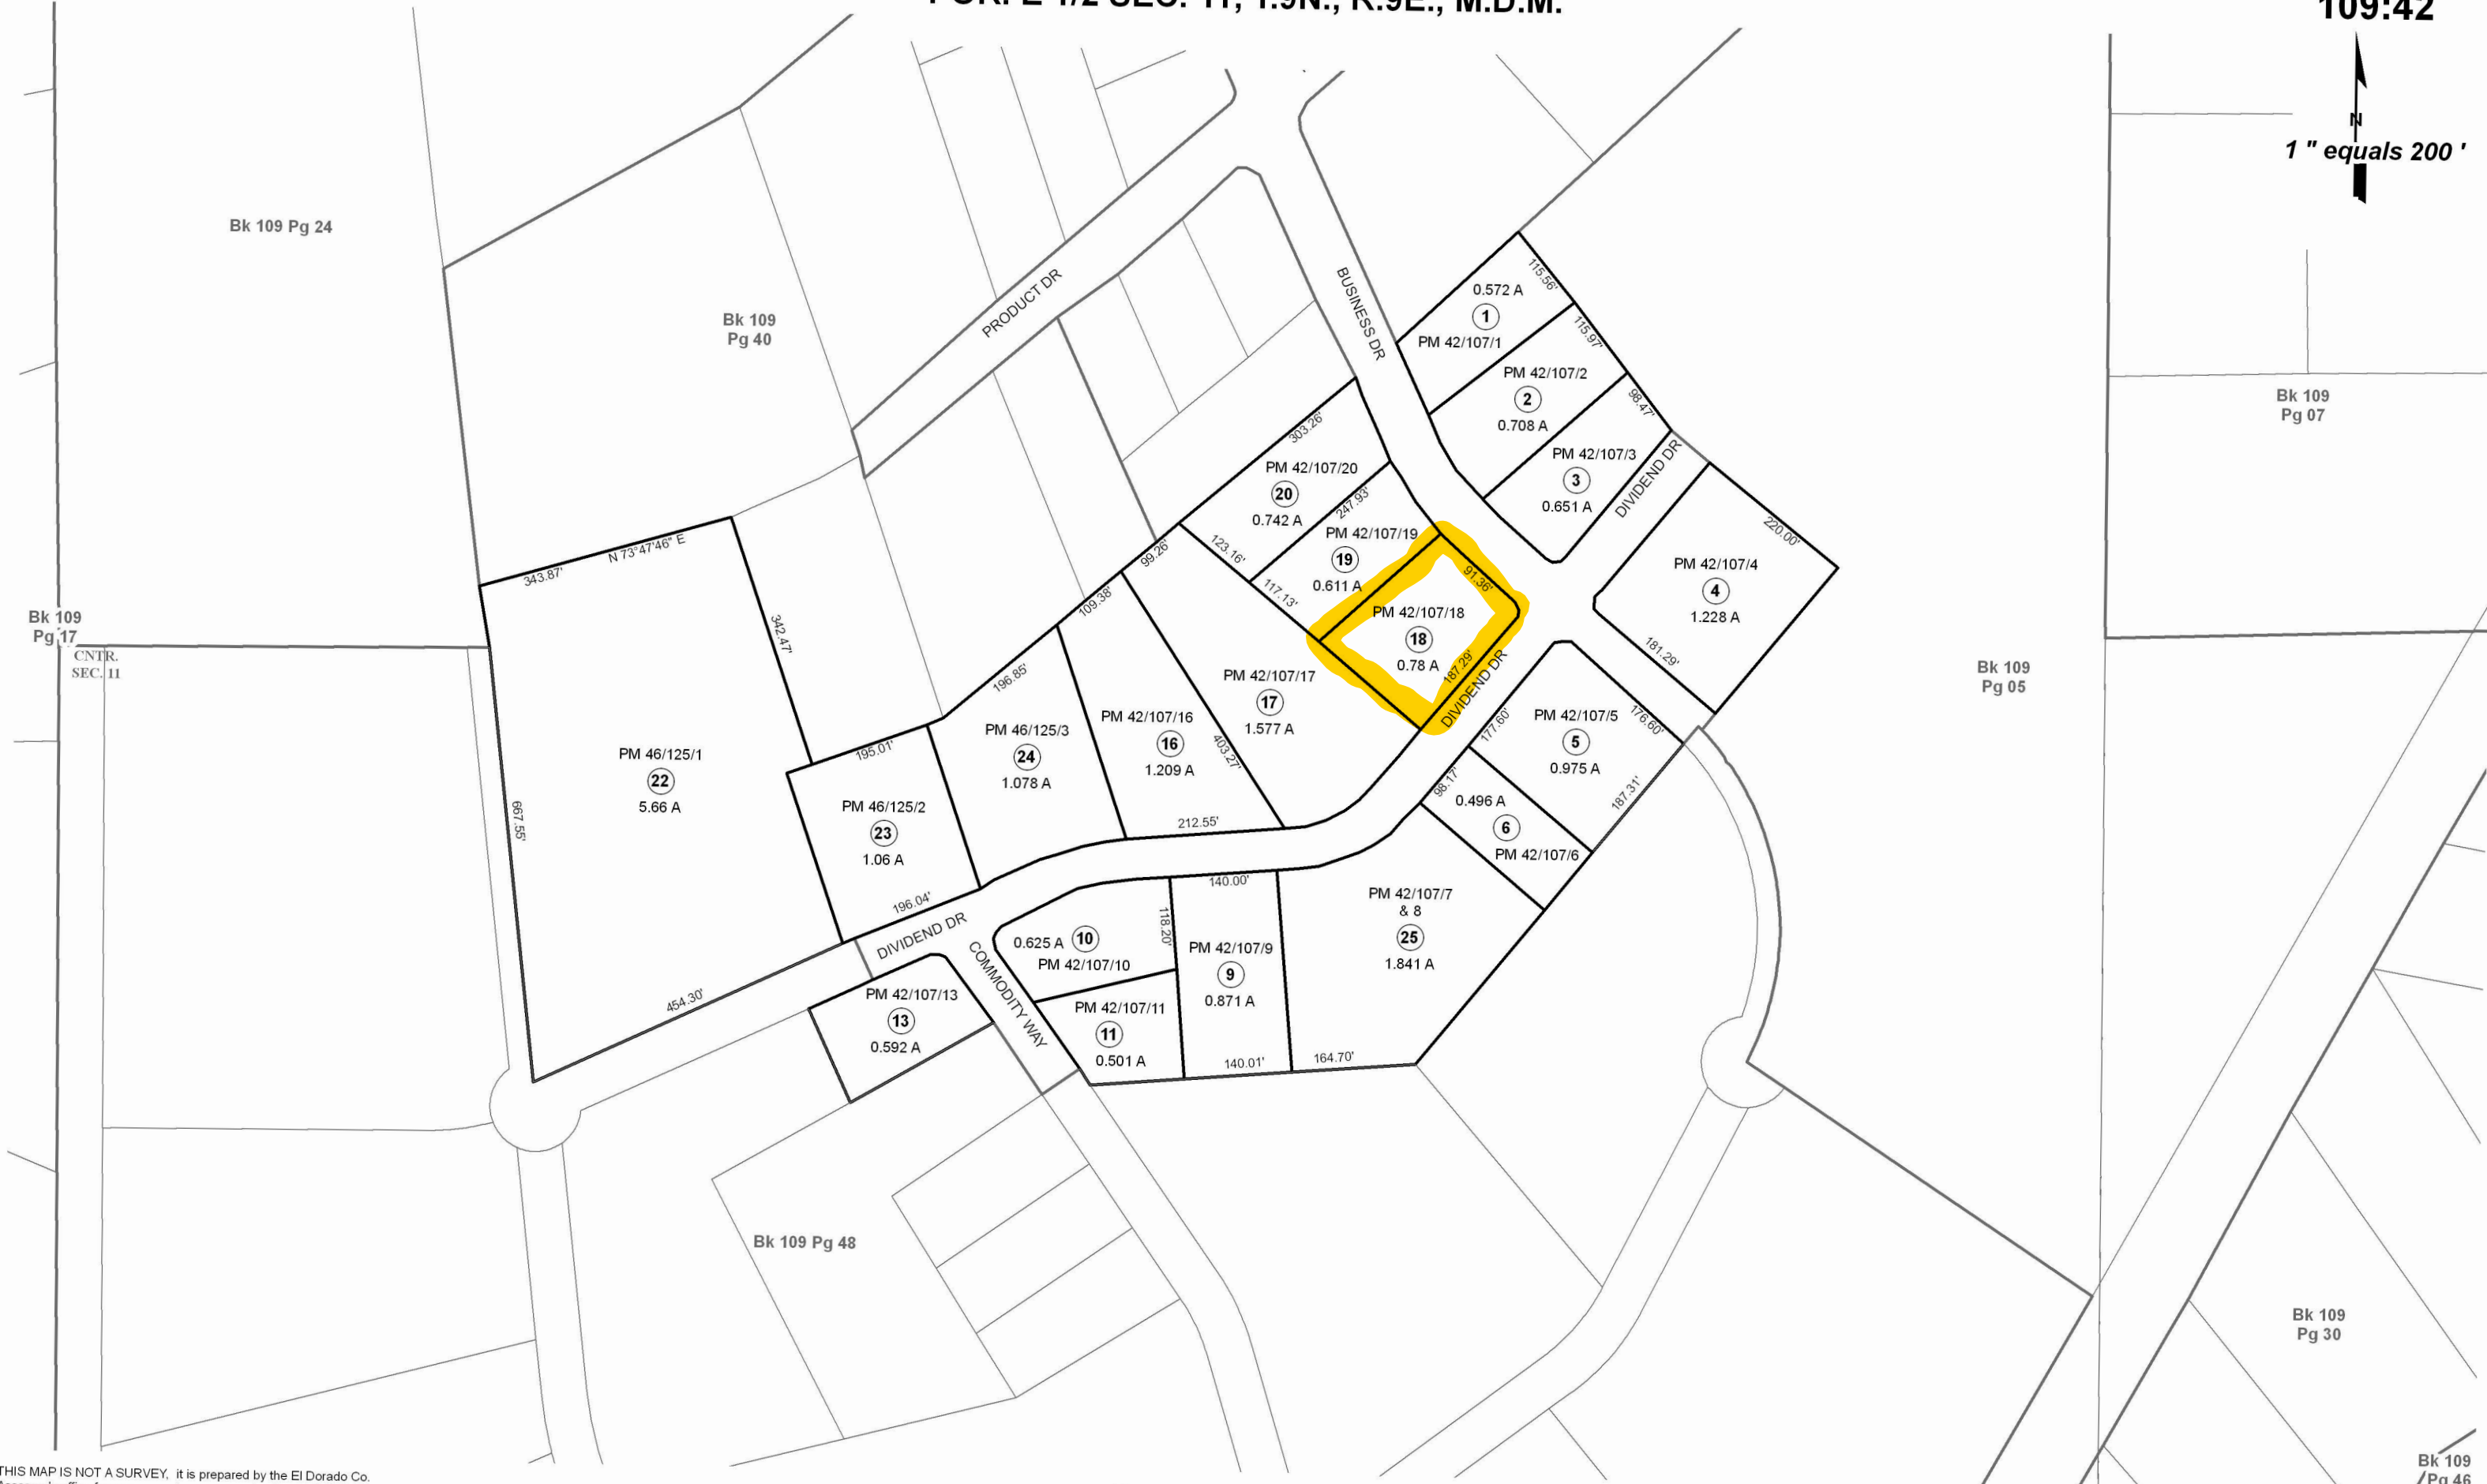 POR. E 1/2 SEC. 11, T.9N., R.9E., M.D.M.
109:42
N
1 " equals 200 '
Bk 109 Pg 24
Bk 109
Pg 40
PRODUCT DR
BUSINESS DR
115.56'
0.572 A
1
PM 42/107/1
115.97'
PM 42/107/2
2
0.708 A
98.47'
PM 42/107/3
3
0.651 A
DIVIDEND DR
Bk 109
Pg 07
220.00'
PM 42/107/4
4
1.228 A
181.29'
303.26'
PM 42/107/20
20
0.742 A
247.93'
123.16'
PM 42/107/19
19
0.611 A
117.13'
91.36'
PM 42/107/18
18
0.78 A
187.29'
DIVIDEND DR
99.26'
109.38'
N 73°47'46" E
343.87'
342.47'
Bk 109
Pg 17
CNTR.
SEC. 11
196.85'
PM 42/107/17
17
1.577 A
403.27'
PM 42/107/16
16
1.209 A
PM 46/125/3
24
1.078 A
195.01'
PM 46/125/1
22
5.66 A
667.55'
PM 46/125/2
23
1.06 A
196.04'
212.55'
177.60'
PM 42/107/5
5
0.975 A
176.60'
187.31'
98.17'
0.496 A
6
PM 42/107/6
Bk 109
Pg 05
PM 42/107/7
& 8
25
1.841 A
140.00'
118.20'
PM 42/107/9
9
0.871 A
0.625 A 10
PM 42/107/10
PM 42/107/11
11
0.501 A
140.01'
164.70'
DIVIDEND DR
COMMODITY WAY
454.30'
PM 42/107/13
13
0.592 A
Bk 109 Pg 48
Bk 109
Pg 30
Bk 109
Pg 46
THIS MAP IS NOT A SURVEY, it is prepared by the El Dorado Co.